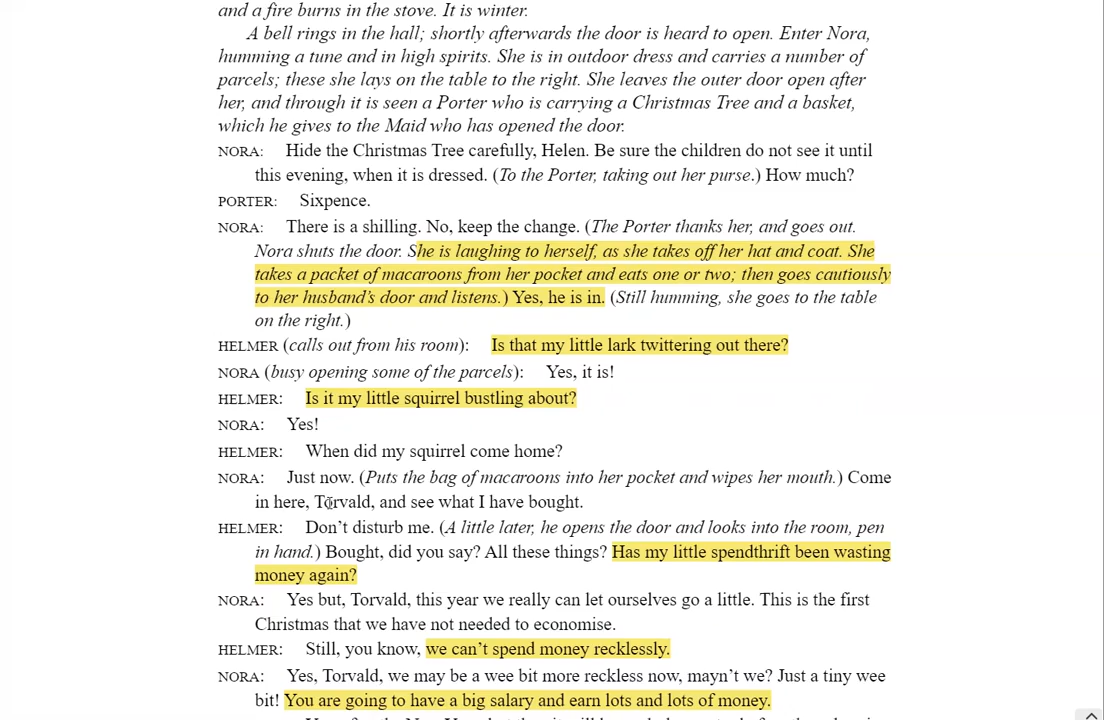 and a fire burns in the stove. It is winter.
A bell rings in the hall; shortly afterwards the door is heard to open. Enter Nora,
humming a tune and in high spirits. She is in outdoor dress and carries a number of
parcels; these she lays on the table to the right. She leaves the outer door open after
her, and through it is seen a Porter who is carrying a Christmas Tree and a basket,
which he gives to the Maid who has opened the door.
NORA: Hide the Christmas Tree carefully, Helen. Be sure the children do not see it until
this evening, when it is dressed. (To the Porter, taking out her purse.) How much?
PORTER: Sixpence.
NORA: There is a shilling. No, keep the change. (The Porter thanks her, and goes out.
Nora shuts the door. She is laughing to herself, as she takes off her hat and coat. She
takes a packet of macaroons from her pocket and eats one or two; then goes cautiously
to her husband's door and listens.) Yes, he is in. (Still humming, she goes to the table
on the right.)
HELMER (calls out from his room): Is that my little lark twittering out there?
NORA (busy opening some of the parcels): Yes, it is!
HELMER: Is it my little squirrel bustling about?
NORA: Yes!
HELMER: When did my squirrel come home?
NORA: Just now. (Puts the bag of macaroons into her pocket and wipes her mouth.) Come
in here, Torvald, and see what I have bought.
HELMER: Don't disturb me. (A little later, he opens the door and looks into the room, pen
in hand.) Bought, did you say? All these things? Has my little spendthrift been wasting
money again?
NORA: Yes but, Torvald, this year we really can let ourselves go a little. This is the first
Christmas that we have not needed to economise.
HELMER: Still, you know, we can't spend money recklessly.
NORA: Yes, Torvald, we may be a wee bit more reckless now, mayn't we? Just a tiny wee
bit! You are going to have a big salary and earn lots and lots of money.